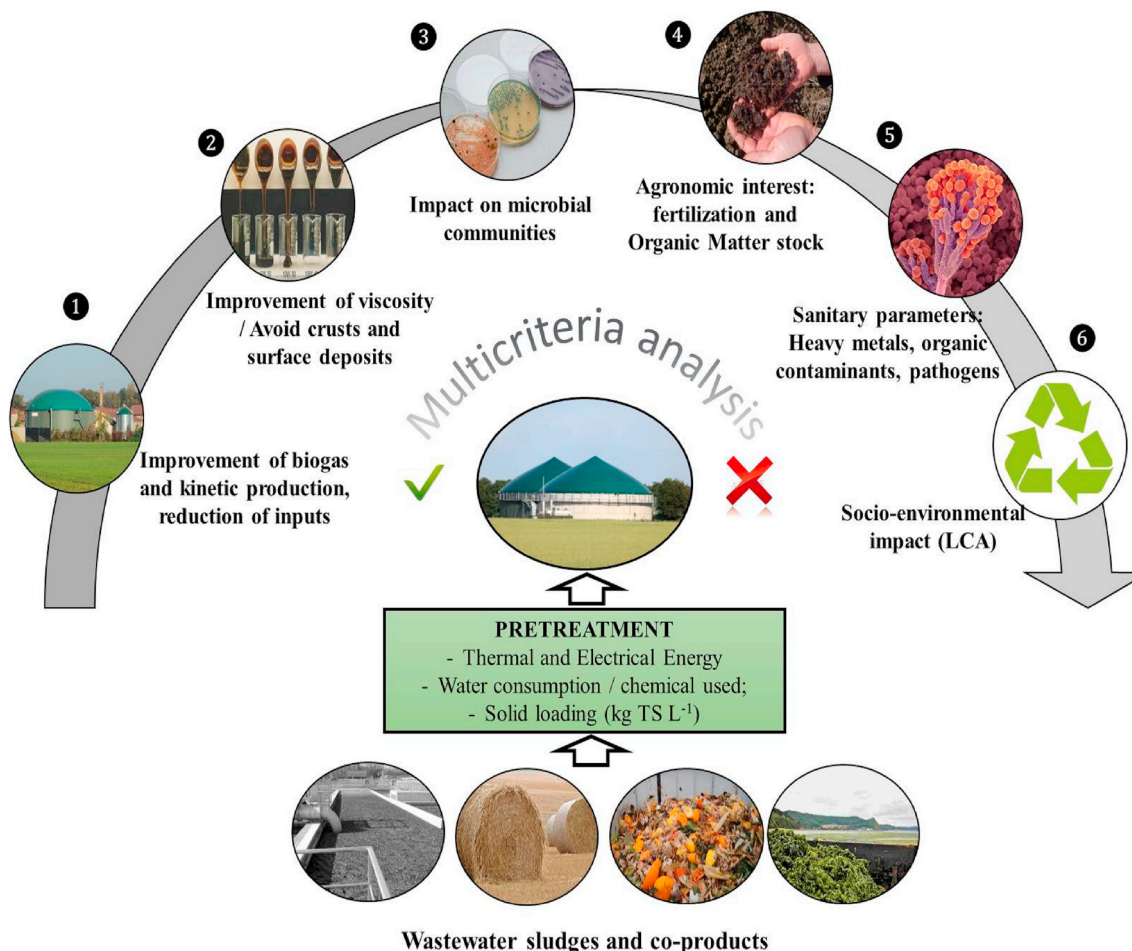 1
Improvement of biogas
and kinetic production,
reduction of inputs
2
Improvement of viscosity
/ Avoid crusts and
surface deposits
3
Impact on microbial
communities
4
Agronomic interest:
fertilization and
Organic Matter stock
5
Sanitary parameters:
Heavy metals, organic
contaminants, pathogens
6
Socio-environmental
impact (LCA)
Multicriteria analysis
PRETREATMENT
- Thermal and Electrical Energy
- Water consumption / chemical used;
- Solid loading (kg TS L⁻¹)
Wastewater sludges and co-products